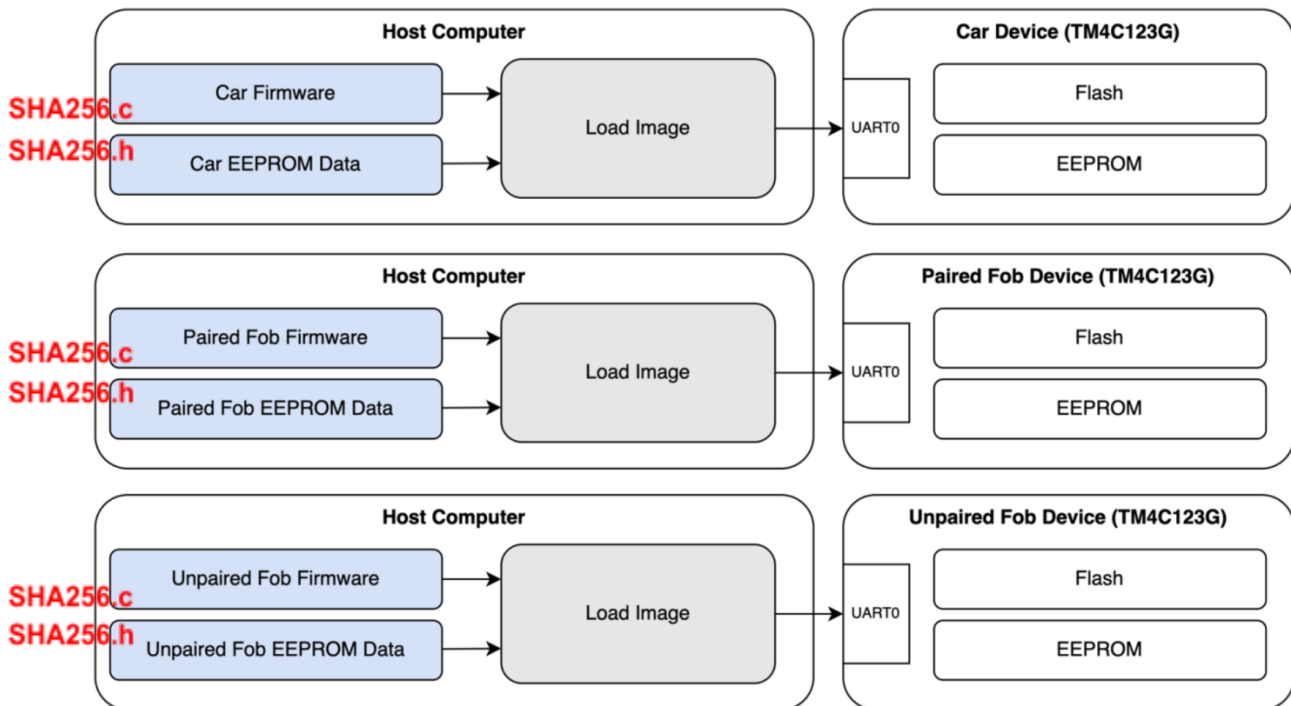 Host Computer
Car Device (TM4C123G)
SHA256.c
Car Firmware
SHA256.h
Car EEPROM Data
Load Image
UART0
Flash
EEPROM
Host Computer
Paired Fob Device (TM4C123G)
SHA256.c
Paired Fob Firmware
SHA256.h
Paired Fob EEPROM Data
Load Image
UART0
Flash
EEPROM
Host Computer
Unpaired Fob Device (TM4C123G)
SHA256.c
Unpaired Fob Firmware
SHA256.h
Unpaired Fob EEPROM Data
Load Image
UART0
Flash
EEPROM